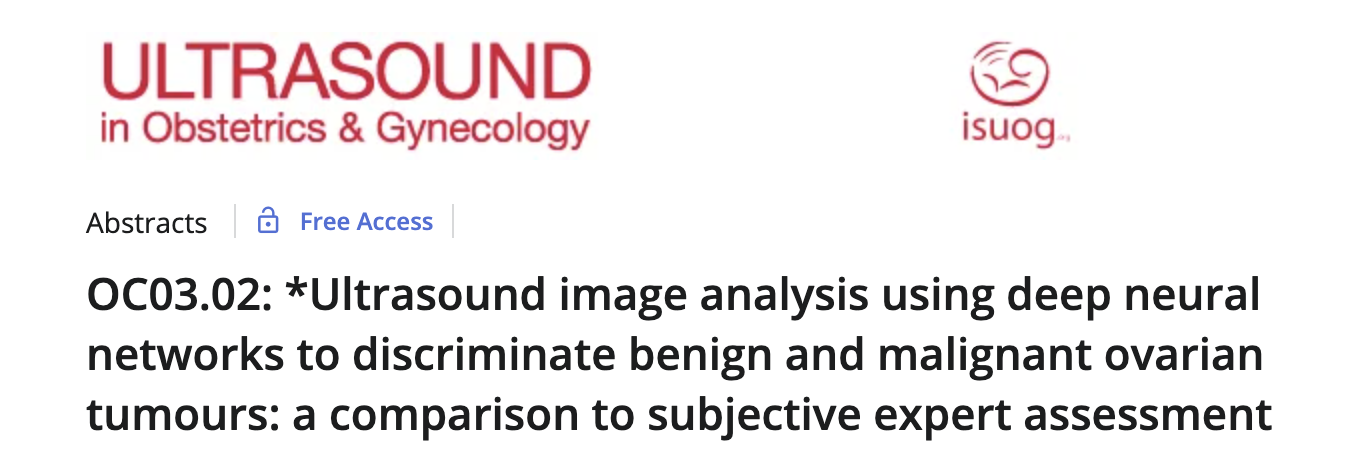 ULTRASOUND
in Obstetrics & Gynecology
isuog
Abstracts
Free Access
OC03.02: *Ultrasound image analysis using deep neural
networks to discriminate benign and malignant ovarian
tumours: a comparison to subjective expert assessment